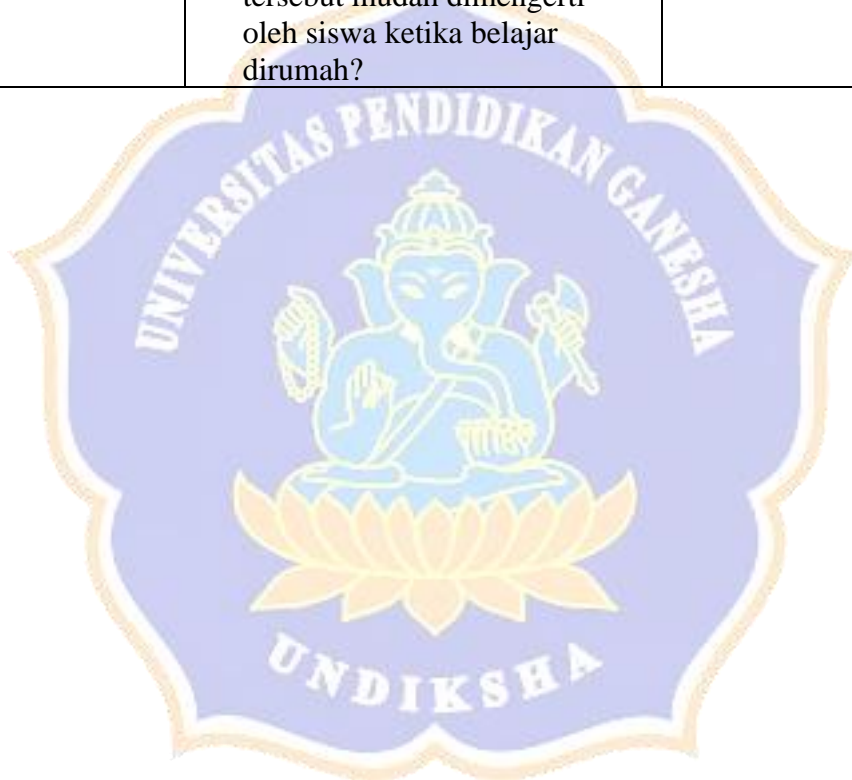 tersebut mudah dimengerti
oleh siswa ketika belajar
dirumah?
UNIVERSITAS PENDIDIKAN GANESHA
UNDIKSHA